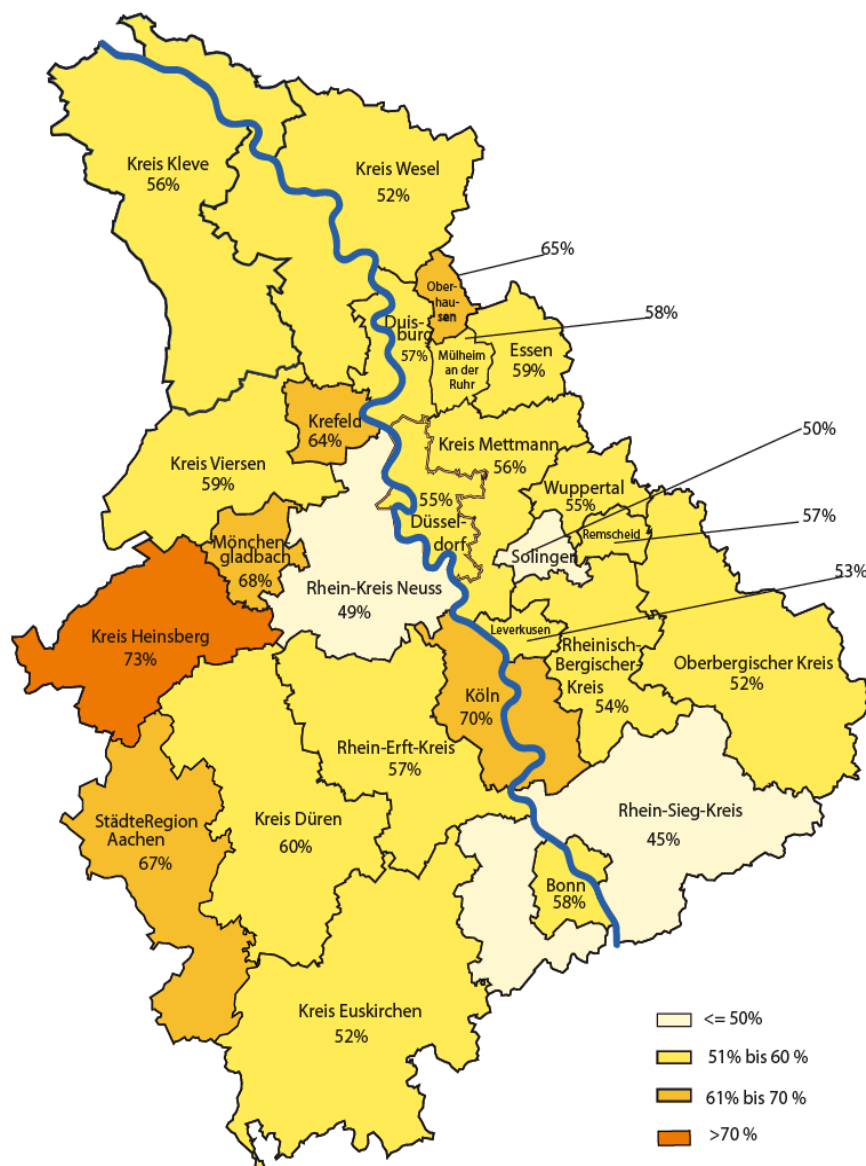 Kreis Kleve
56%
Kreis Wesel
52%
65%
Ober-
hau-
sen
58%
Duis-
burg
57%
Mülheim
an der
Ruhr
Essen
59%
Krefeld
64%
Kreis Viersen
59%
Kreis Mettmann
56%
50%
Wuppertal
55%
57%
Remscheid
55%
Düssel-
dorf
Solingen
53%
Mönchen-
gladbach
68%
Rhein-Kreis Neuss
49%
Kreis Heinsberg
73%
Leverkusen
Rheinisch-
Bergischer
Kreis
54%
Oberbergischer Kreis
52%
Köln
70%
Rhein-Erft-Kreis
57%
StädteRegion
Aachen
67%
Kreis Düren
60%
Rhein-Sieg-Kreis
45%
Bonn
58%
Kreis Euskirchen
52%
<= 50%
51% bis 60 %
61% bis 70 %
>70 %